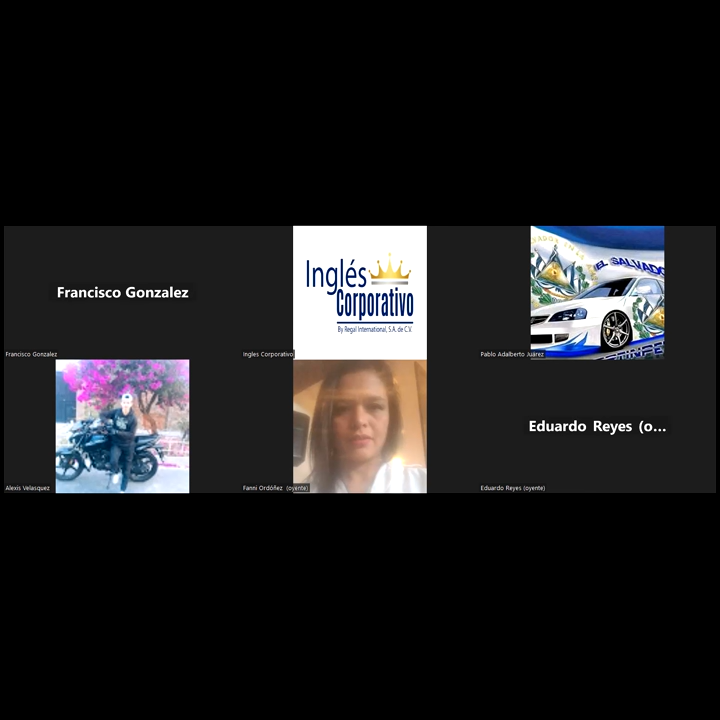 Francisco Gonzalez
Francisco Gonzalez
Inglés
Corporativo
By Regal International, S.A. de C.V.
Ingles Corporativo
EL SALVADO
Pablo Adalberto Juárez
Alexis Velasquez
Fanni Ordóñez (oyente)
Eduardo Reyes (o...
Eduardo Reyes (oyente)